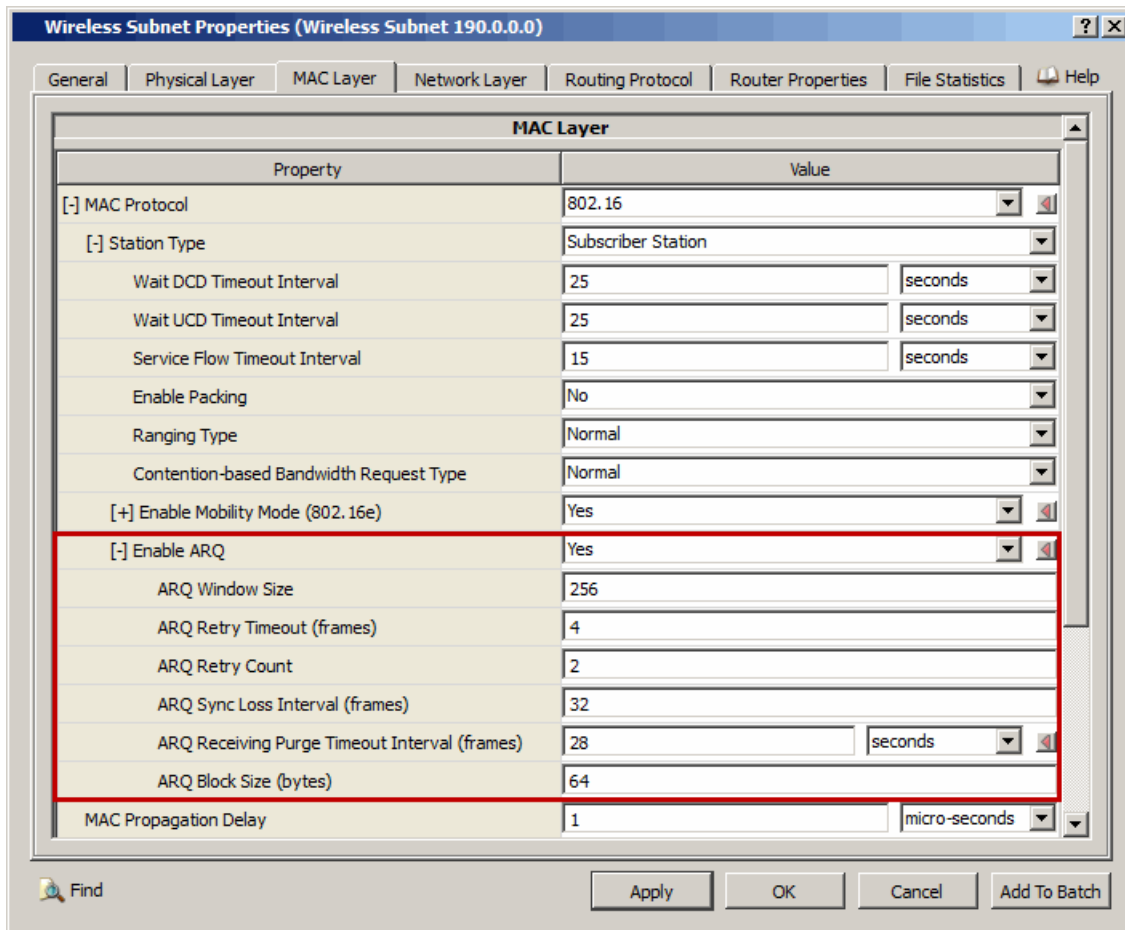 Wireless Subnet Properties (Wireless Subnet 190.0.0.0) ? X
General Physical Layer MAC Layer Network Layer Routing Protocol Router Properties File Statistics Help
MAC Layer
Property Value
[-] MAC Protocol 802.16
[-] Station Type Subscriber Station
Wait DCD Timeout Interval 25 seconds
Wait UCD Timeout Interval 25 seconds
Service Flow Timeout Interval 15 seconds
Enable Packing No
Ranging Type Normal
Contention-based Bandwidth Request Type Normal
[+] Enable Mobility Mode (802.16e) Yes
[-] Enable ARQ Yes
ARQ Window Size 256
ARQ Retry Timeout (frames) 4
ARQ Retry Count 2
ARQ Sync Loss Interval (frames) 32
ARQ Receiving Purge Timeout Interval (frames) 28 seconds
ARQ Block Size (bytes) 64
MAC Propagation Delay 1 micro-seconds
Find Apply OK Cancel Add To Batch